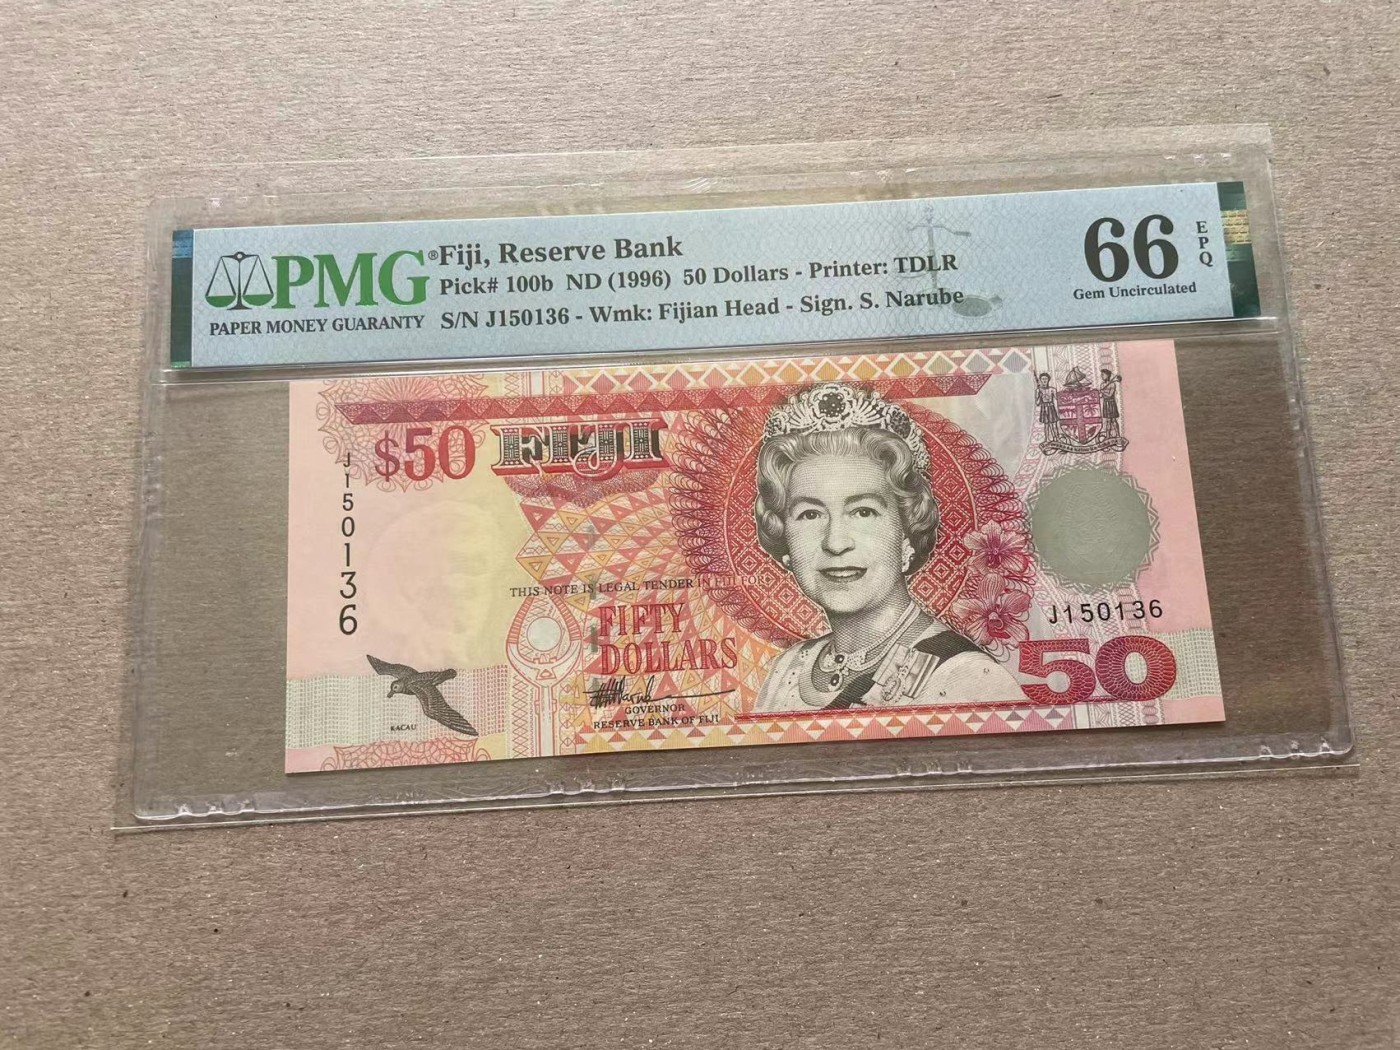 PMG®
PAPER MONEY GUARANTY
Fiji, Reserve Bank
Pick# 100b ND (1996) 50 Dollars - Printer: TDLR
S/N J150136 - Wmk: Fijian Head - Sign. S. Narube
66
EPQ
Gem Uncirculated
$50 FIJI
J150136
THIS NOTE IS LEGAL TENDER IN FIJI FOR
FIFTY
DOLLARS
GOVERNOR
RESERVE BANK OF FIJI
KACAU
J150136
50